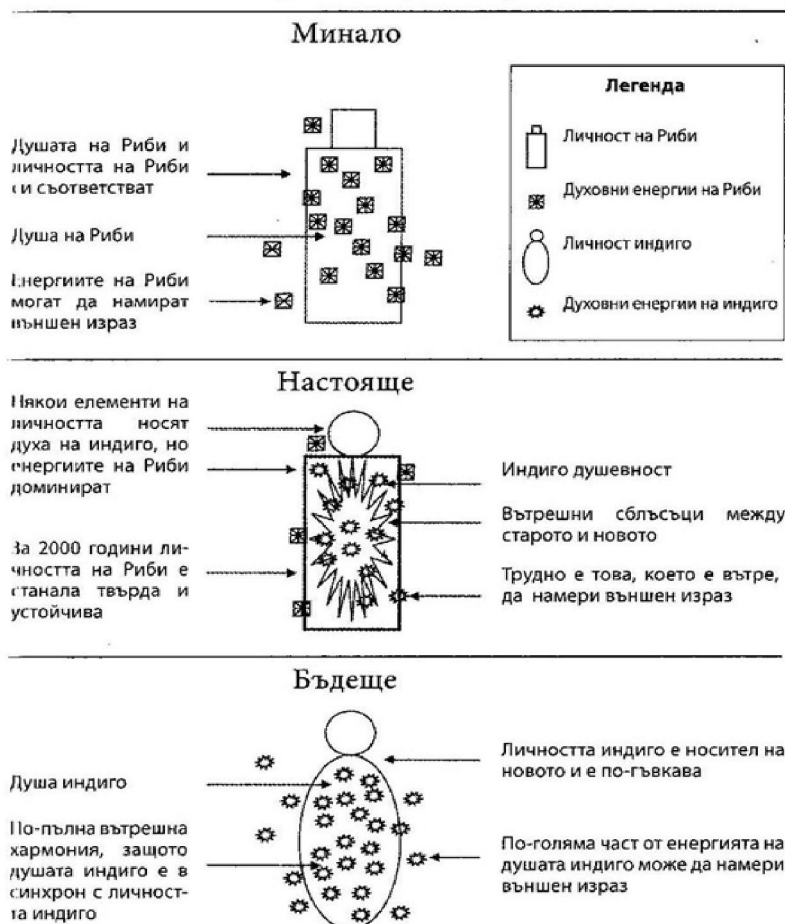 Минало
Душата на Риби и
личността на Риби
си съответстват
Душа на Риби
Енергиите на Риби
могат да намират
външен израз
Легенда
Личност на Риби
Духовни енергии на Риби
Личност индиго
Духовни енергии на индиго
Настояще
Някои елементи на
личността носят
духа на индиго, но
енергиите на Риби
доминират
За 2000 години ли-
чността на Риби е
станала твърда и
устойчива
Индиго душевност
Вътрешни сблъсъци между
старото и новото
Трудно е това, което е вътре,
да намери външен израз
Бъдеще
Душа индиго
По-пълна вътрешна
хармония, защото
душата индиго е в
синхрон с личност-
та индиго
Личността индиго е носител на
новото и е по-гъвкава
По-голяма част от енергията на
душата индиго може да намери
външен израз